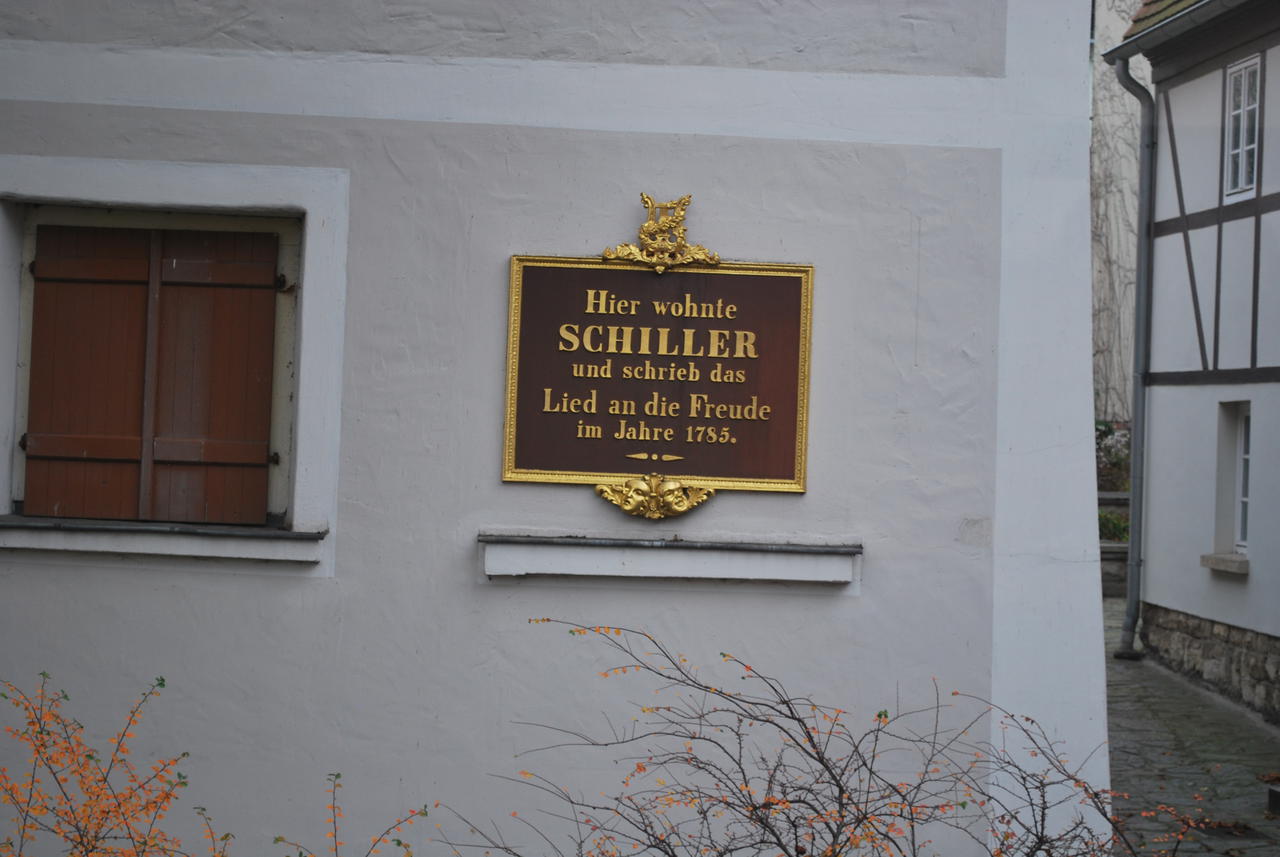 Hier wohnte
SCHILLER
und schrieb das
Lied an die Freude
im Jahre 1785.